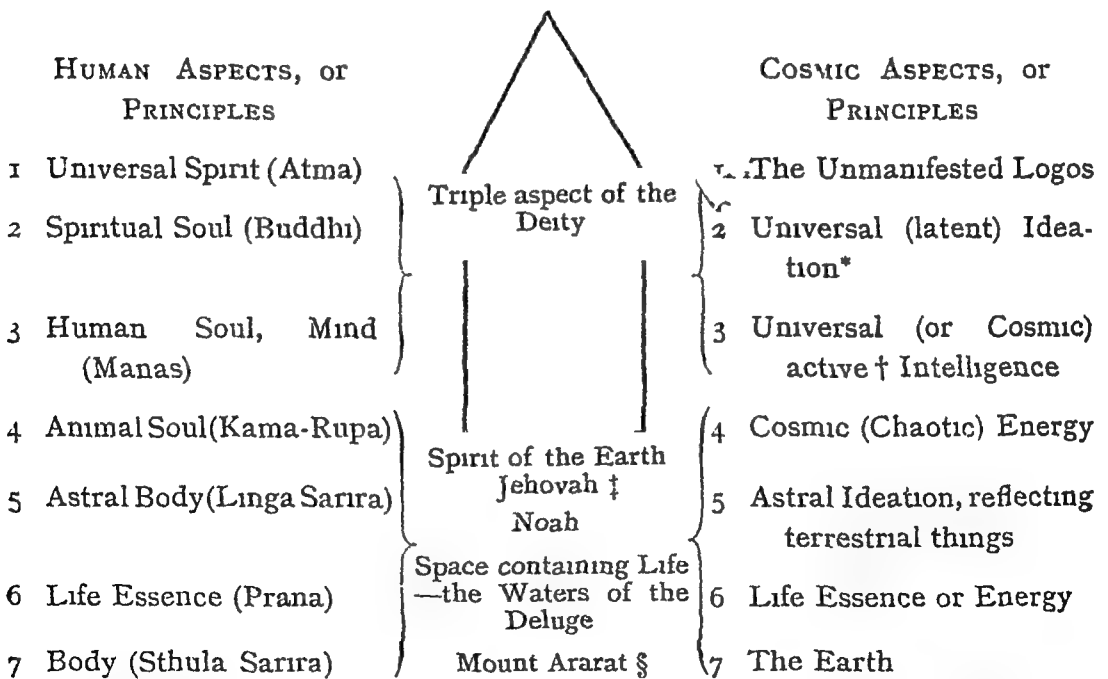 HUMAN ASPECTS, OR
PRINCIPLES
1 Universal Spirit (Atma)
2 Spiritual Soul (Buddhi)
3 Human Soul, Mind
(Manas)
4 Animal Soul(Kama-Rupa)
5 Astral Body(Linga Sarira)
6 Life Essence (Prana)
7 Body (Sthula Sarira)
Triple aspect of the
Deity
Spirit of the Earth
Jehovah ‡
Noah
Space containing Life
—the Waters of the
Deluge
Mount Ararat §
COSMIC ASPECTS, OR
PRINCIPLES
1. The Unmanifested Logos
2 Universal (latent) Idea-
tion*
3 Universal (or Cosmic)
active † Intelligence
4 Cosmic (Chaotic) Energy
5 Astral Ideation, reflecting
terrestrial things
6 Life Essence or Energy
7 The Earth